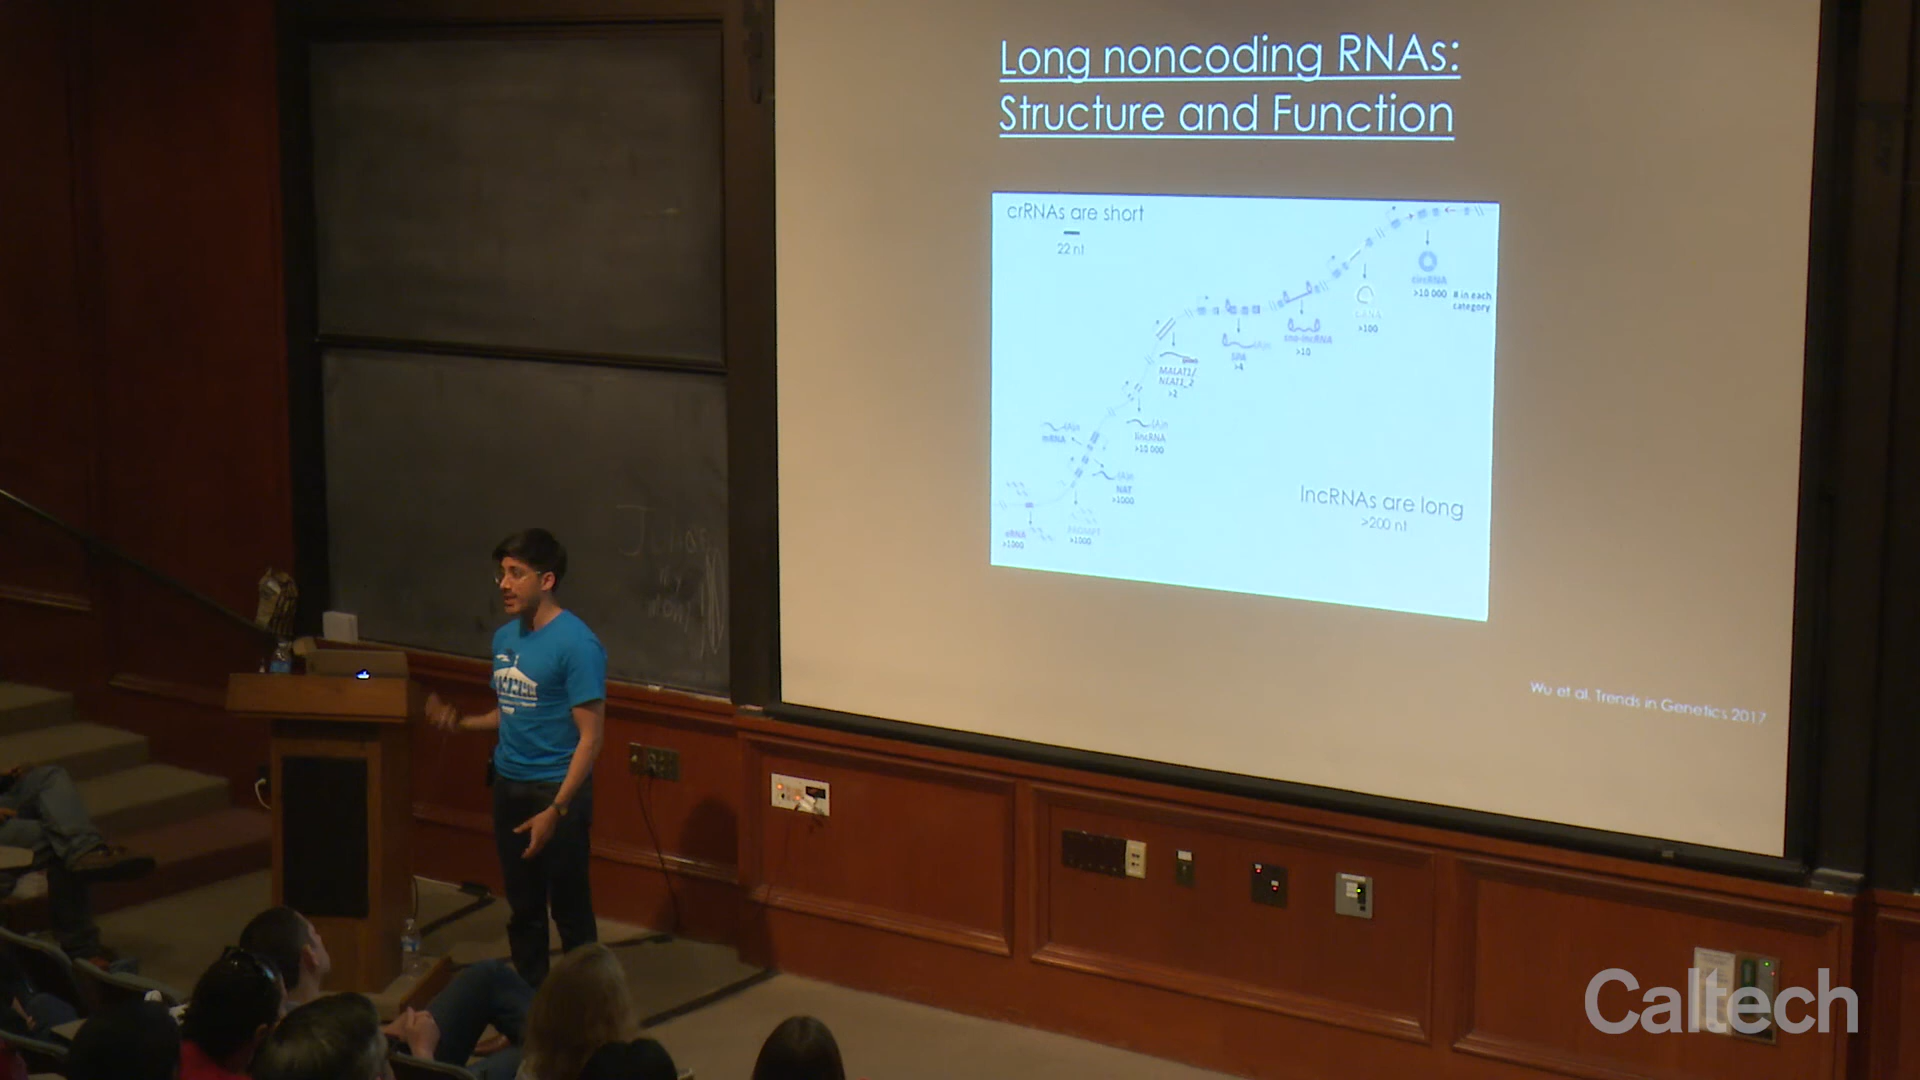 Long noncoding RNAs:
Structure and Function
crRNAs are short
22 nt
circRNA
>10 000
# in each
category
>100
sno-lncRNA
>10
SPA
>4
MALAT1/
NEAT1_2
>2
(A)n
mRNA
(A)n
lincRNA
>10 000
(A)n
NAT
>1000
eRNA
>1000
PROMPT
>1000
lncRNAs are long
>200 nt
Wu et al. Trends in Genetics 2017
Caltech